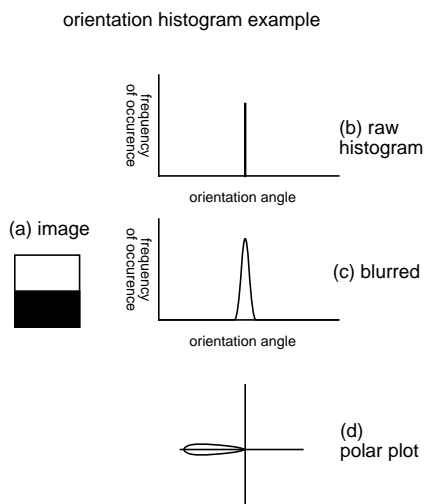 orientation histogram example
frequency
of occurence
(b) raw
histogram
orientation angle
(a) image
frequency
of occurence
(c) blurred
orientation angle
(d)
polar plot